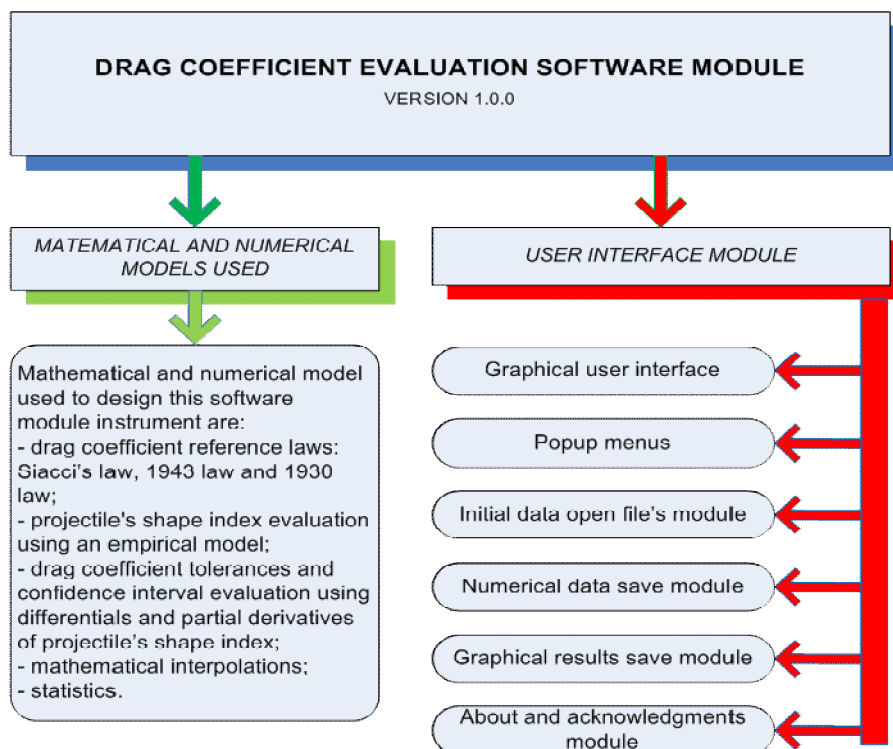 DRAG COEFFICIENT EVALUATION SOFTWARE MODULE
VERSION 1.0.0
MATEMATICAL AND NUMERICAL
MODELS USED
Mathematical and numerical model
used to design this software
module instrument are:
- drag coefficient reference laws:
Siacci's law, 1943 law and 1930
law;
- projectile's shape index evaluation
using an empirical model;
- drag coefficient tolerances and
confidence interval evaluation using
differentials and partial derivatives
of projectile's shape index;
- mathematical interpolations;
- statistics.
USER INTERFACE MODULE
Graphical user interface
Popup menus
Initial data open file's module
Numerical data save module
Graphical results save module
About and acknowledgments
module